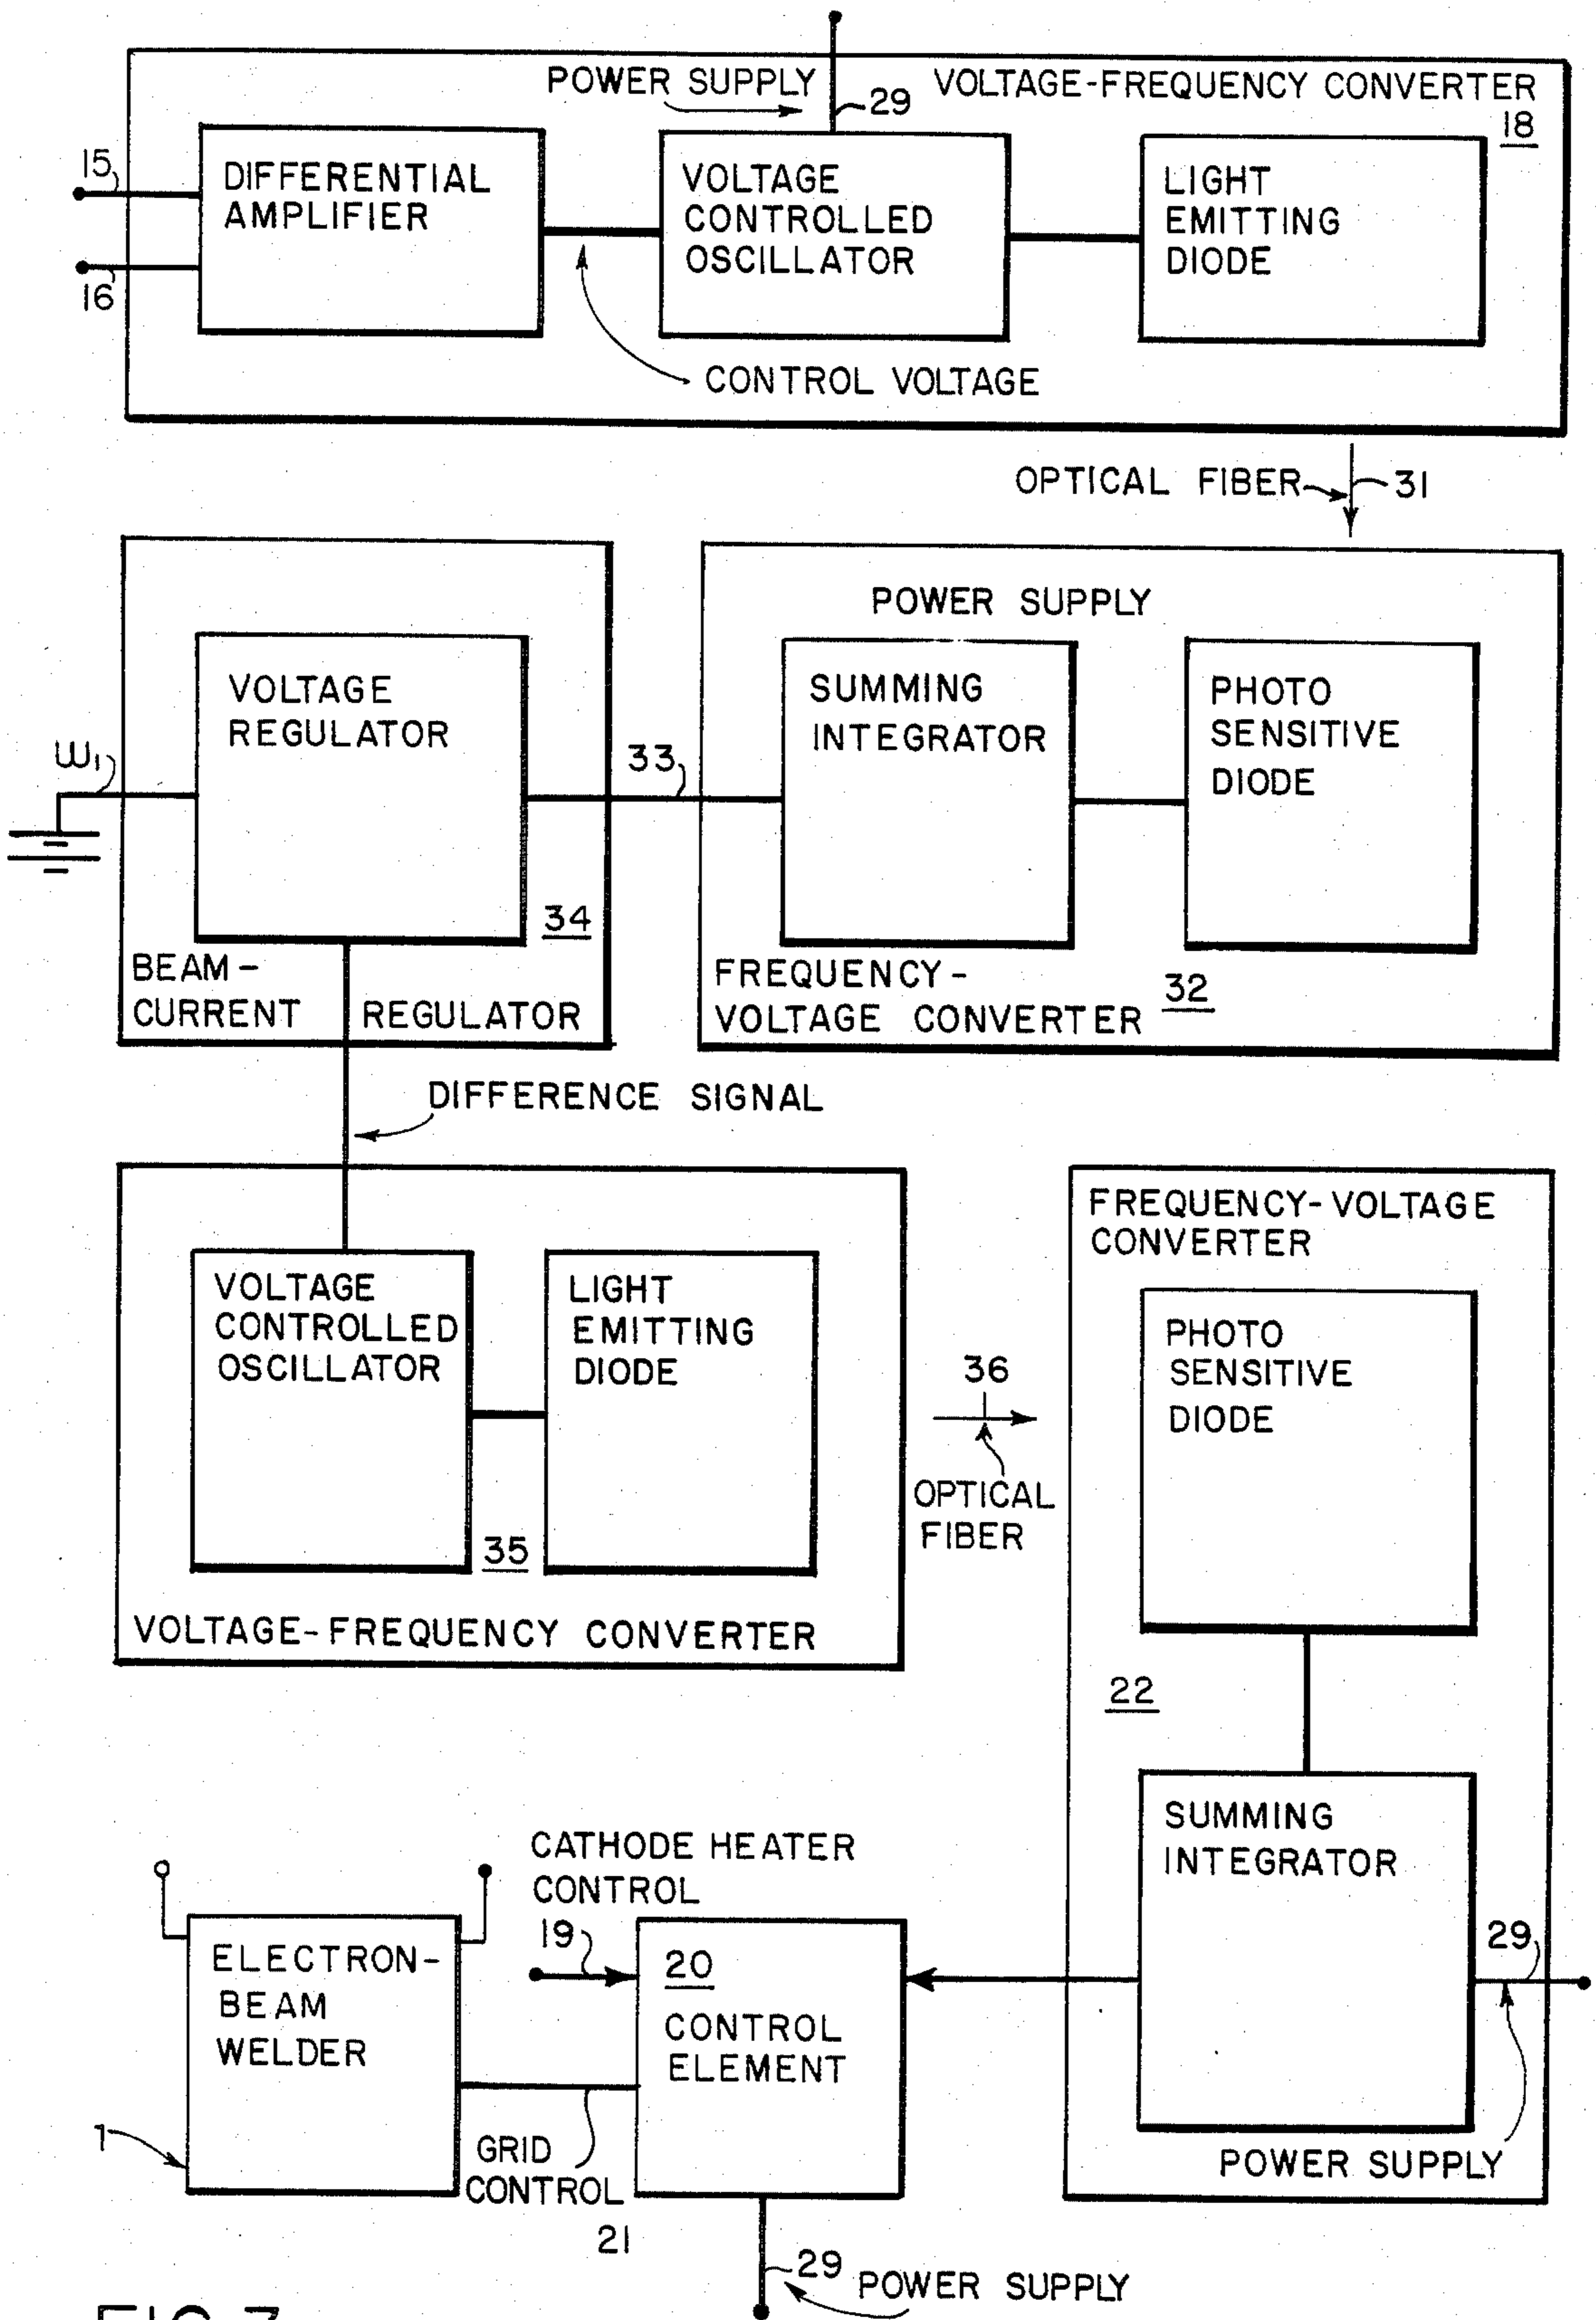 POWER SUPPLY
29
VOLTAGE-FREQUENCY CONVERTER
18
15
16
DIFFERENTIAL
AMPLIFIER
VOLTAGE
CONTROLLED
OSCILLATOR
LIGHT
EMITTING
DIODE
CONTROL VOLTAGE
OPTICAL FIBER
31
VOLTAGE
REGULATOR
W1
34
BEAM-
CURRENT REGULATOR
33
POWER SUPPLY
SUMMING
INTEGRATOR
PHOTO
SENSITIVE
DIODE
FREQUENCY-
VOLTAGE CONVERTER
32
DIFFERENCE SIGNAL
VOLTAGE
CONTROLLED
OSCILLATOR
LIGHT
EMITTING
DIODE
35
VOLTAGE-FREQUENCY CONVERTER
36
OPTICAL
FIBER
FREQUENCY-VOLTAGE
CONVERTER
PHOTO
SENSITIVE
DIODE
22
SUMMING
INTEGRATOR
29
POWER SUPPLY
CATHODE HEATER
CONTROL
19
20
CONTROL
ELEMENT
ELECTRON-
BEAM
WELDER
1
GRID
CONTROL
21
29
POWER SUPPLY